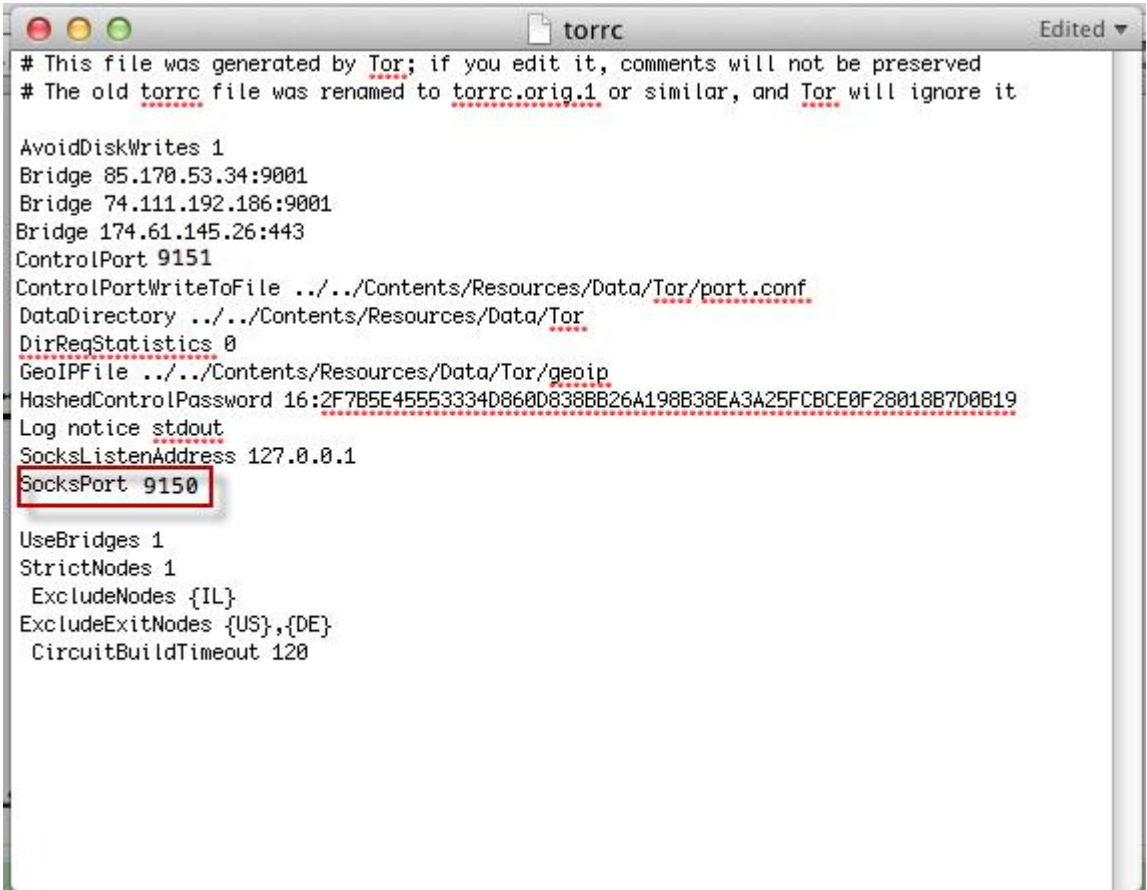 torrc
Edited
# This file was generated by Tor; if you edit it, comments will not be preserved
# The old torrc file was renamed to torrc.orig.1 or similar, and Tor will ignore it
AvoidDiskWrites 1
Bridge 85.170.53.34:9001
Bridge 74.111.192.186:9001
Bridge 174.61.145.26:443
ControlPort 9151
ControlPortWriteToFile ../../Contents/Resources/Data/Tor/port.conf
DataDirectory ../../Contents/Resources/Data/Tor
DirReqStatistics 0
GeoIPFile ../../Contents/Resources/Data/Tor/geoip
HashedControlPassword 16:2F7B5E45553334D860D838BB26A198B38EA3A25FCBCE0F28018B7D0B19
Log notice stdout
SocksListenAddress 127.0.0.1
SocksPort 9150
UseBridges 1
StrictNodes 1
ExcludeNodes {IL}
ExcludeExitNodes {US},{DE}
CircuitBuildTimeout 120